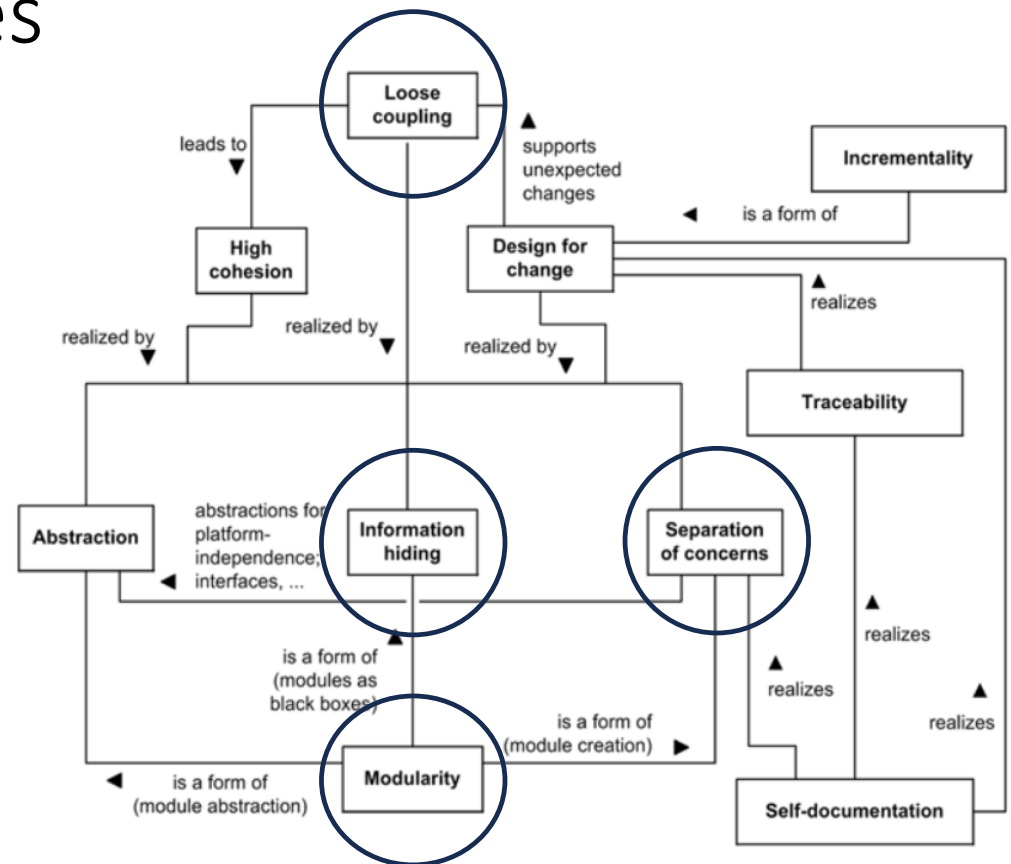 es
Loose
coupling
leads to
supports
unexpected
changes
Incrementality
is a form of
High
cohesion
Design for
change
realizes
realized by
realized by
realized by
Traceability
Abstraction
abstractions for
platform-
independence;
interfaces, ...
Information
hiding
Separation
of concerns
realizes
is a form of
(modules as
black boxes)
realizes
is a form of
(module creation)
realizes
is a form of
(module abstraction)
Modularity
Self-documentation